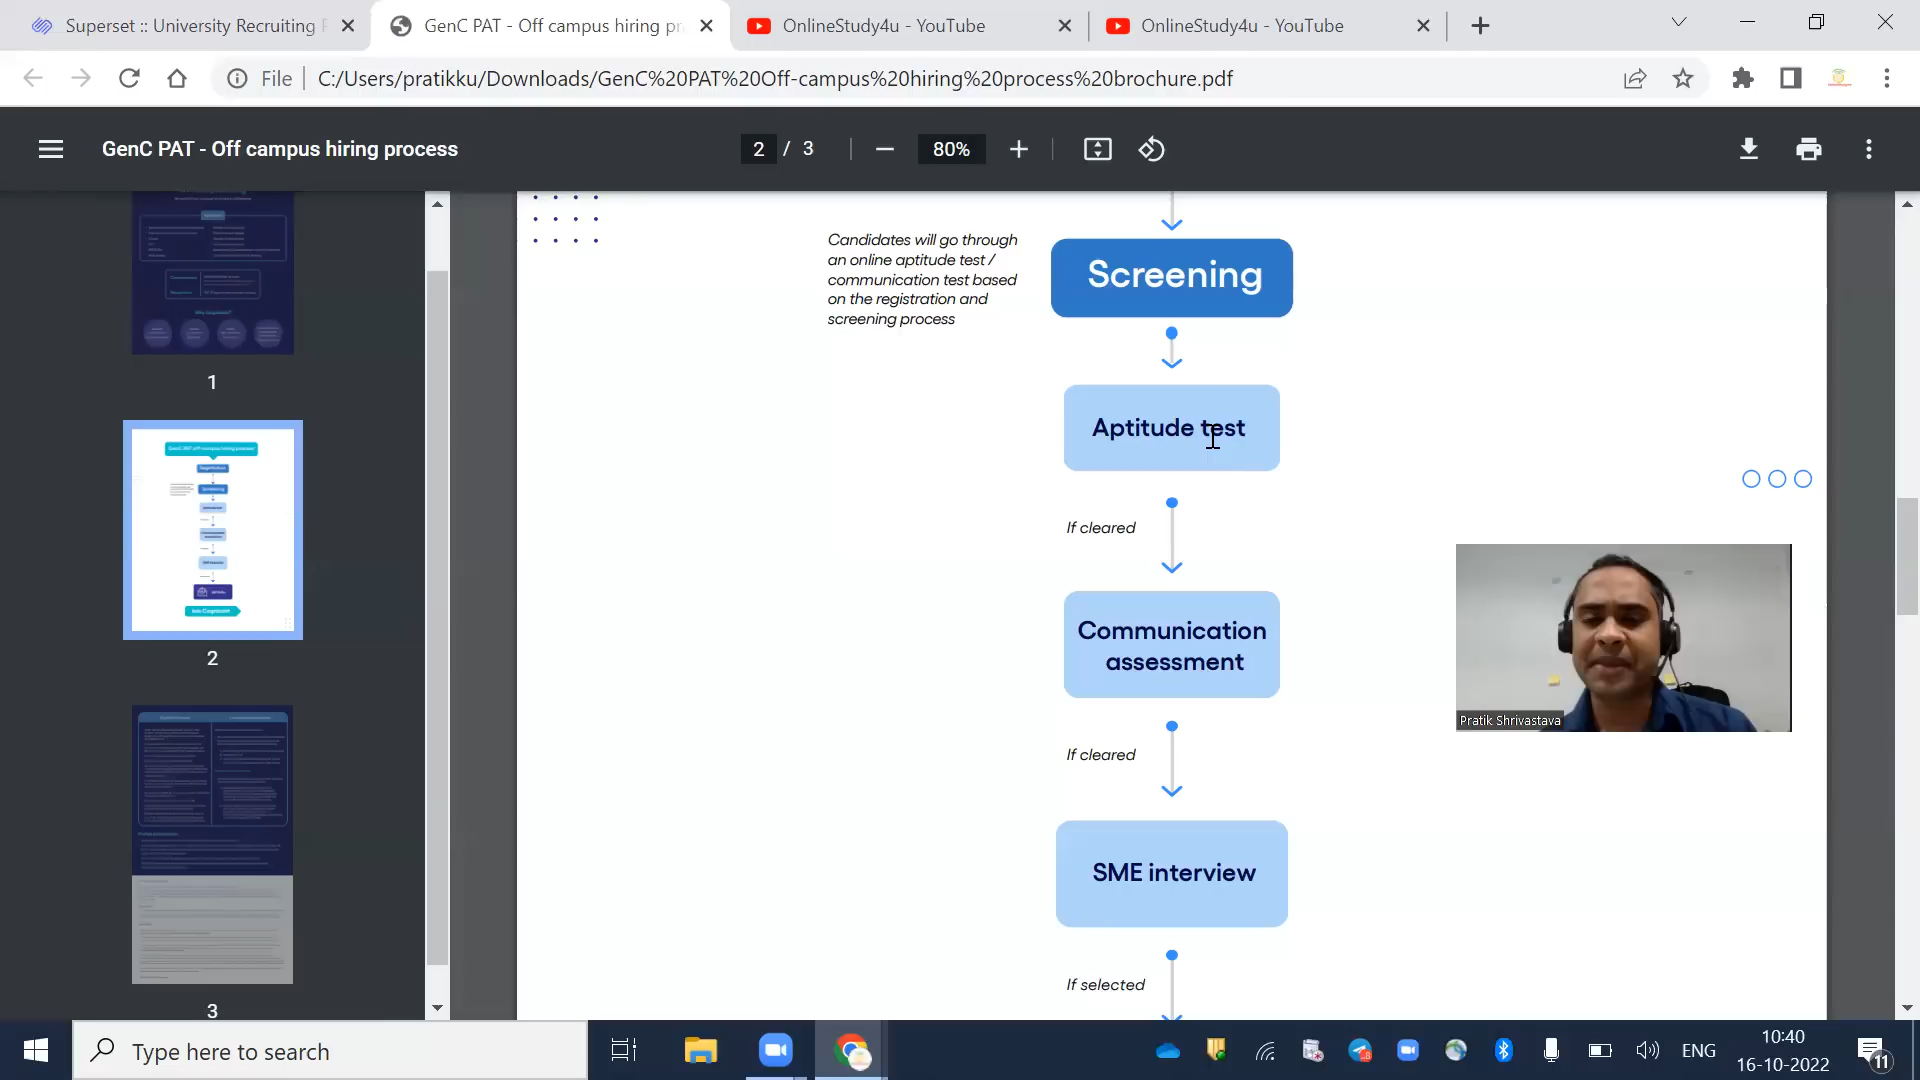 Superset :: University Recruiting
GenC PAT - Off campus hiring pr
OnlineStudy4u - YouTube
OnlineStudy4u - YouTube
File
C:/Users/pratikku/Downloads/GenC%20PAT%20Off-campus%20hiring%20process%20brochure.pdf
GenC PAT - Off campus hiring process
2 / 3
80%
1
2
3
Candidates will go through
an online aptitude test /
communication test based
on the registration and
screening process
Screening
Aptitude test
If cleared
Communication
assessment
If cleared
SME interview
If selected
Pratik Shrivastava
Type here to search
ENG
10:40
16-10-2022
11